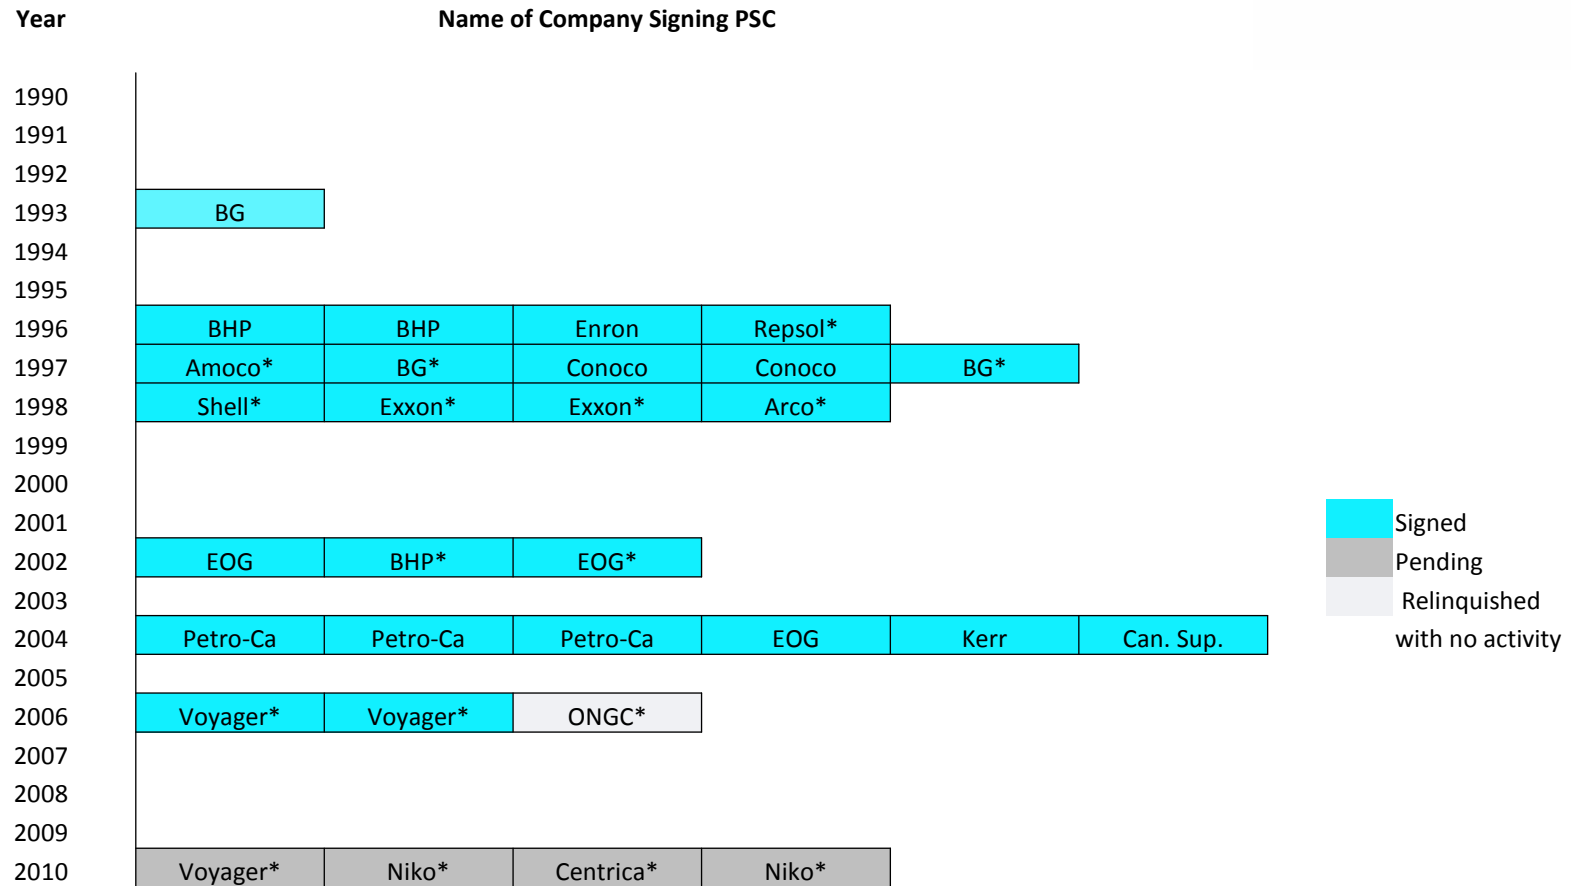 Year Name of Company Signing PSC
1990
1991
1992
1993 BG
1994
1995
1996 BHP BHP Enron Repsol*
1997 Amoco* BG* Conoco Conoco BG*
1998 Shell* Exxon* Exxon* Arco*
1999
2000
2001
2002 EOG BHP* EOG*
2003
2004 Petro-Ca Petro-Ca Petro-Ca EOG Kerr Can. Sup.
2005
2006 Voyager* Voyager* ONGC*
2007
2008
2009
2010 Voyager* Niko* Centrica* Niko*
Signed
Pending
Relinquished
with no activity